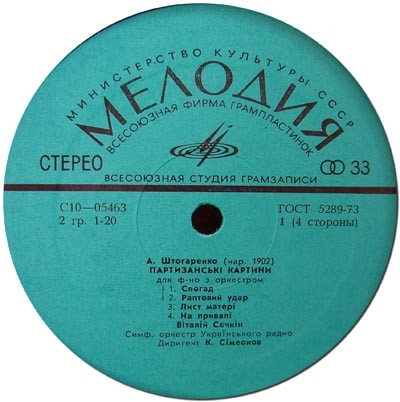 МИНИСТЕРСТВО КУЛЬТУРЫ СССР
МЕЛОДИЯ
ВСЕСОЮЗНАЯ ФИРМА ГРАМПЛАСТИНОК
СТЕРЕО
33
ВСЕСОЮЗНАЯ СТУДИЯ ГРАМЗАПИСИ
С10—05463
ГОСТ 5289-73
2 гр. 1-20
1 (4 стороны)
А. Штогаренко (нар. 1902)
ПАРТИЗАНСЬКІ КАРТИНИ
для ф-но з оркестром
1. Спогад
2. Раптовий удар
3. Лист матері
4. На привалі
Віталій Сєчкін
Симф. оркестр Українського радіо
Диригент К. Сімеонов